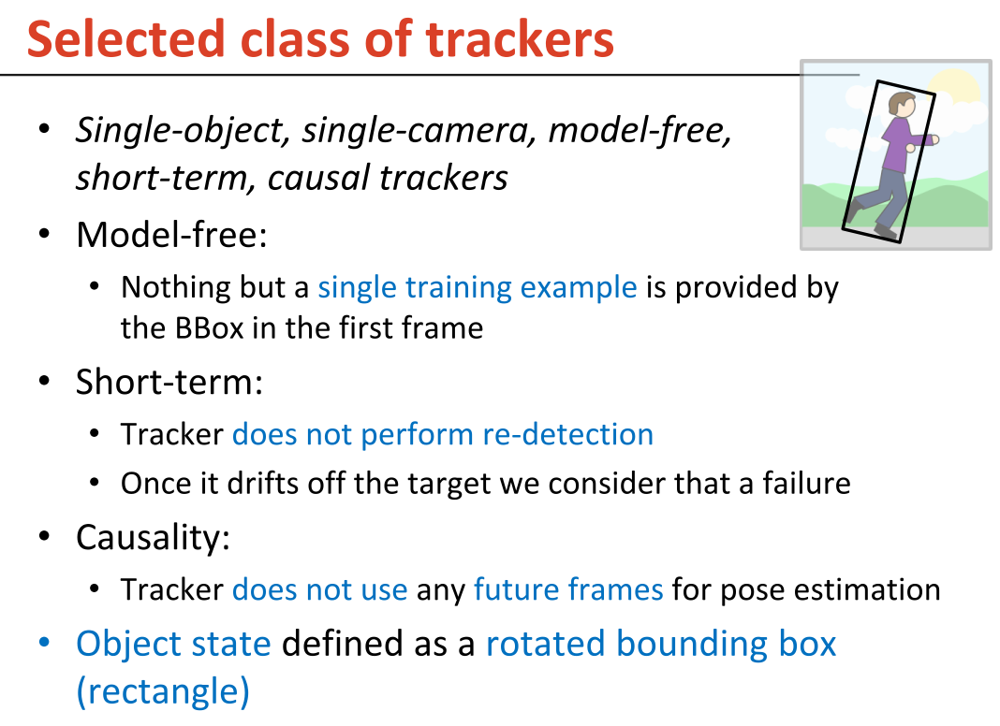 Selected class of trackers
• Single-object, single-camera, model-free,
short-term, causal trackers
• Model-free:
• Nothing but a single training example is provided by
the BBox in the first frame
• Short-term:
• Tracker does not perform re-detection
• Once it drifts off the target we consider that a failure
• Causality:
• Tracker does not use any future frames for pose estimation
• Object state defined as a rotated bounding box
(rectangle)